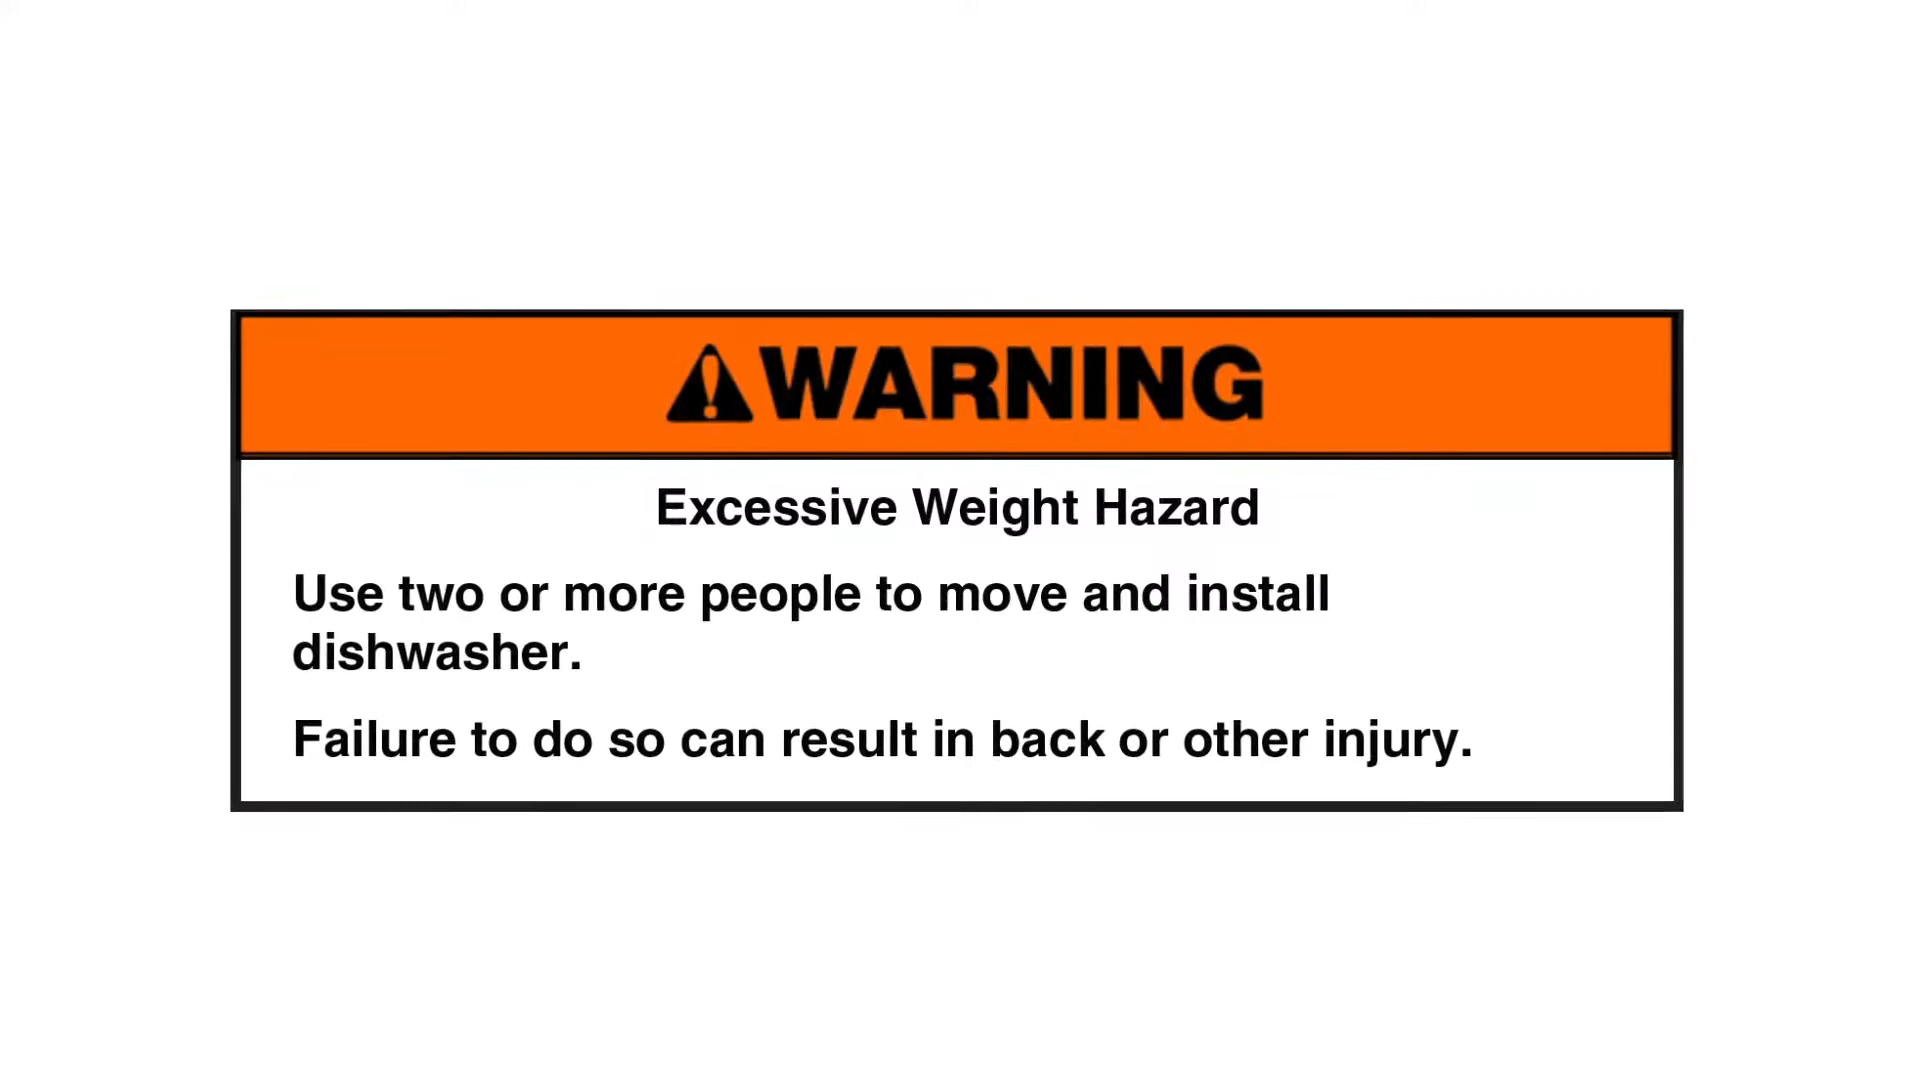 ⚠WARNING
Excessive Weight Hazard
Use two or more people to move and install
dishwasher.
Failure to do so can result in back or other injury.